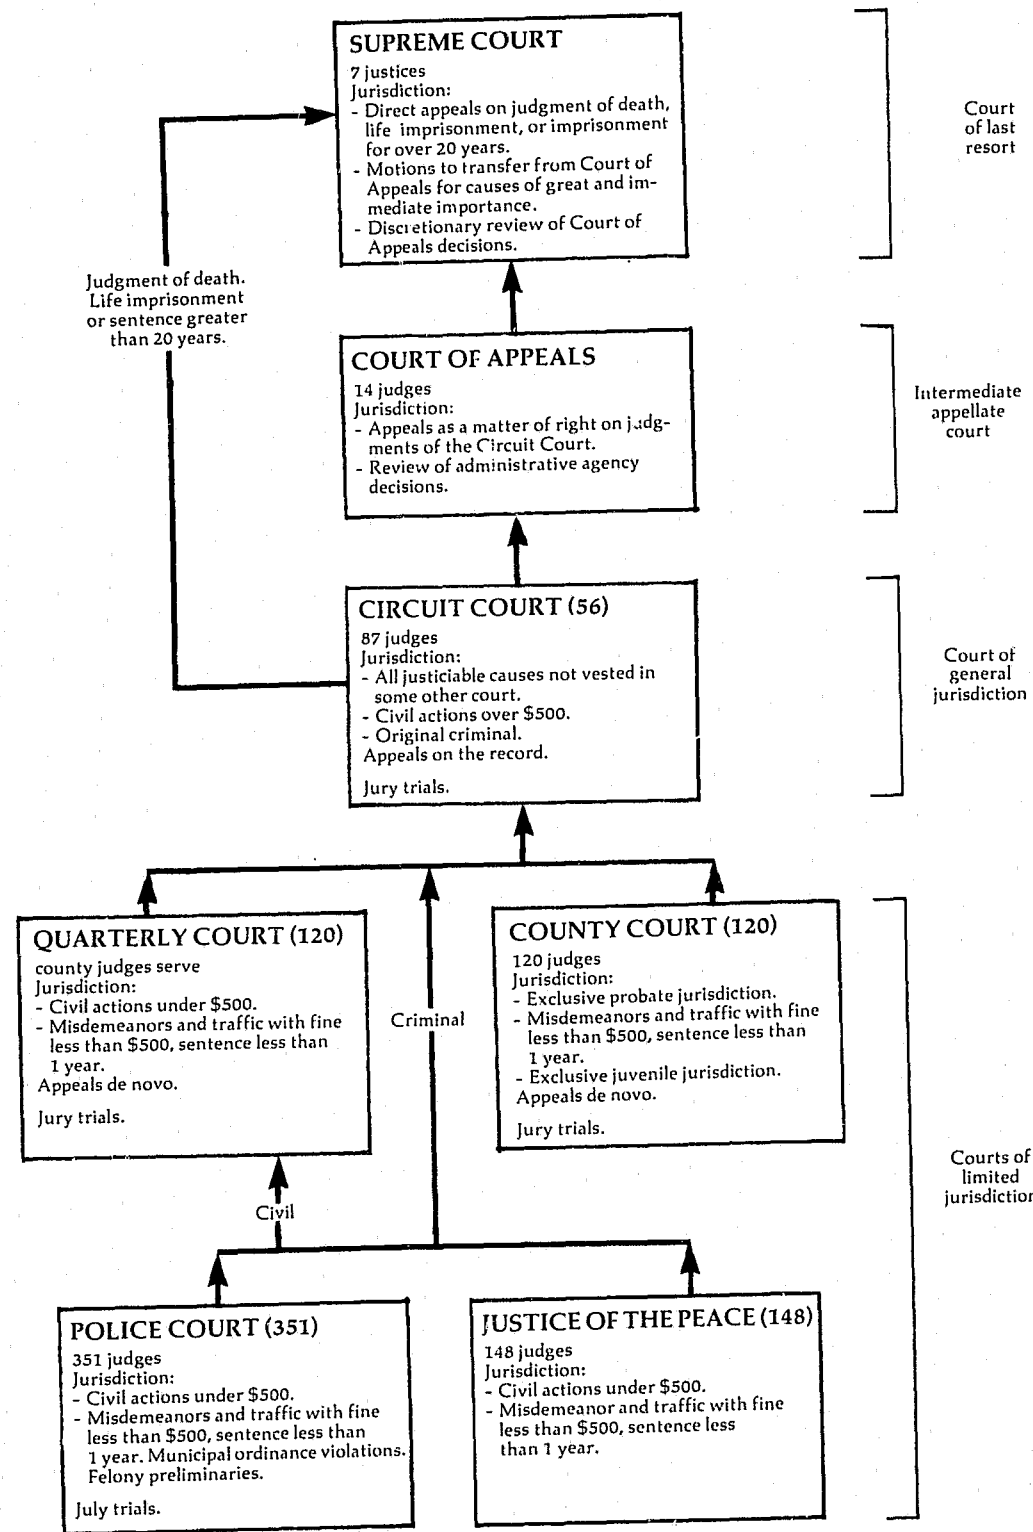 SUPREME COURT
7 justices
Jurisdiction:
- Direct appeals on judgment of death,
life imprisonment, or imprisonment
for over 20 years.
- Motions to transfer from Court of
Appeals for causes of great and im-
mediate importance.
- Discretionary review of Court of
Appeals decisions.
Court
of last
resort
Judgment of death.
Life imprisonment
or sentence greater
than 20 years.
COURT OF APPEALS
14 judges
Jurisdiction:
- Appeals as a matter of right on judg-
ments of the Circuit Court.
- Review of administrative agency
decisions.
Intermediate
appellate
court
CIRCUIT COURT (56)
87 judges
Jurisdiction:
- All justiciable causes not vested in
some other court.
- Civil actions over $500.
- Original criminal.
Appeals on the record.
Jury trials.
Court of
general
jurisdiction
QUARTERLY COURT (120)
county judges serve
Jurisdiction:
- Civil actions under $500.
- Misdemeanors and traffic with fine
less than $500, sentence less than
1 year.
Appeals de novo.
Jury trials.
Criminal
COUNTY COURT (120)
120 judges
Jurisdiction:
- Exclusive probate jurisdiction.
- Misdemeanors and traffic with fine
less than $500, sentence less than
1 year.
- Exclusive juvenile jurisdiction.
Appeals de novo.
Jury trials.
Courts of
limited
jurisdiction
Civil
POLICE COURT (351)
351 judges
Jurisdiction:
- Civil actions under $500.
- Misdemeanors and traffic with fine
less than $500, sentence less than
1 year. Municipal ordinance violations.
Felony preliminaries.
July trials.
JUSTICE OF THE PEACE (148)
148 judges
Jurisdiction:
- Civil actions under $500.
- Misdemeanor and traffic with fine
less than $500, sentence less
than 1 year.